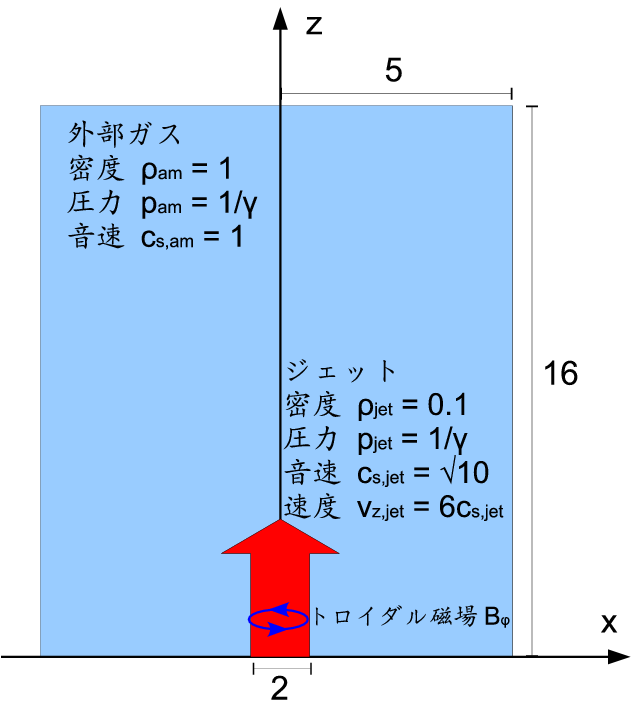 z
5
外部ガス
密度 ρam = 1
圧力 pam = 1/γ
音速 cs,am = 1
16
ジェット
密度 ρjet = 0.1
圧力 pjet = 1/γ
音速 cs,jet = √10
速度 vz,jet = 6cs,jet
トロイダル磁場 Bφ
x
2